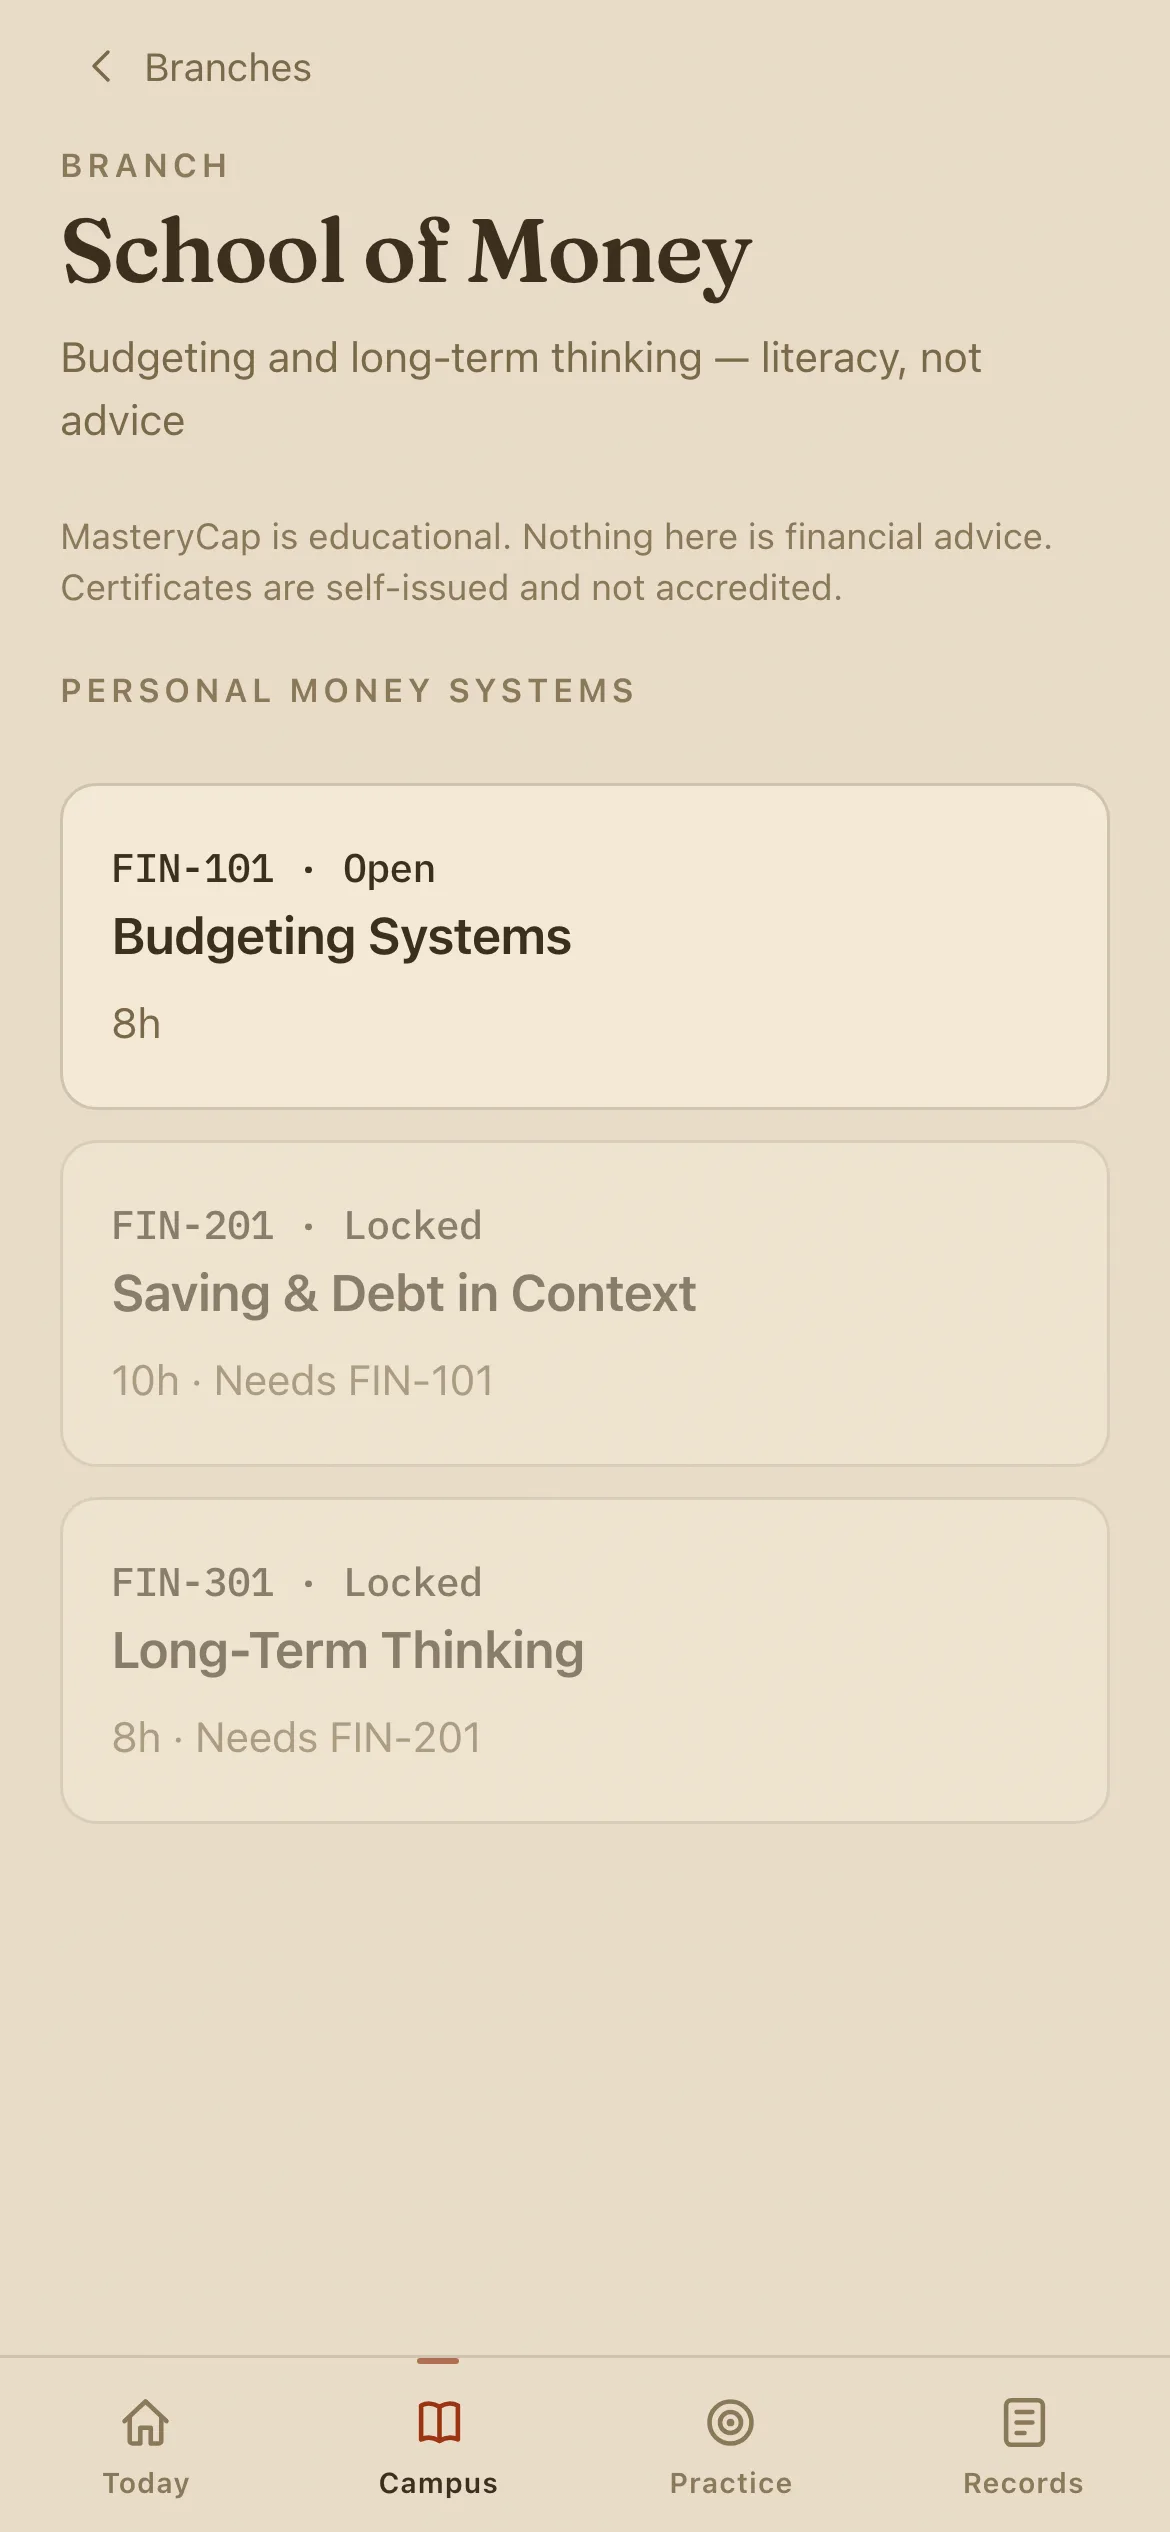 Branches
BRANCH
School of Money
Budgeting and long-term thinking — literacy, not
advice
MasteryCap is educational. Nothing here is financial advice.
Certificates are self-issued and not accredited.
PERSONAL MONEY SYSTEMS
FIN-101 · Open
Budgeting Systems
8h
FIN-201 · Locked
Saving & Debt in Context
10h · Needs FIN-101
FIN-301 · Locked
Long-Term Thinking
8h · Needs FIN-201
Today
Campus
Practice
Records